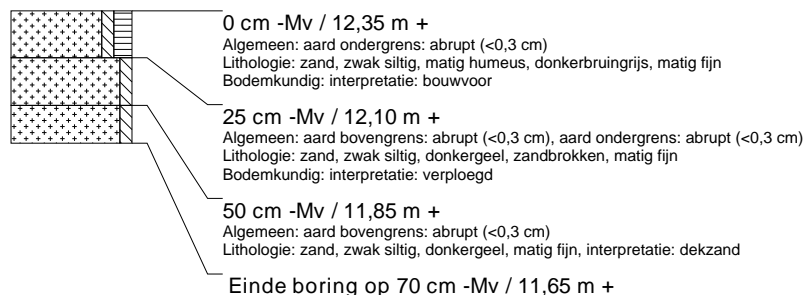 0 cm -Mv / 12,35 m +
Algemeen: aard ondergrens: abrupt (<0,3 cm)
Lithologie: zand, zwak siltig, matig humeus, donkerbruingrijs, matig fijn
Bodemkundig: interpretatie: bouwvoor
25 cm -Mv / 12,10 m +
Algemeen: aard bovengrens: abrupt (<0,3 cm), aard ondergrens: abrupt (<0,3 cm)
Lithologie: zand, zwak siltig, donkergeel, zandbrokken, matig fijn
Bodemkundig: interpretatie: verploegd
50 cm -Mv / 11,85 m +
Algemeen: aard bovengrens: abrupt (<0,3 cm)
Lithologie: zand, zwak siltig, donkergeel, matig fijn, interpretatie: dekzand
Einde boring op 70 cm -Mv / 11,65 m +